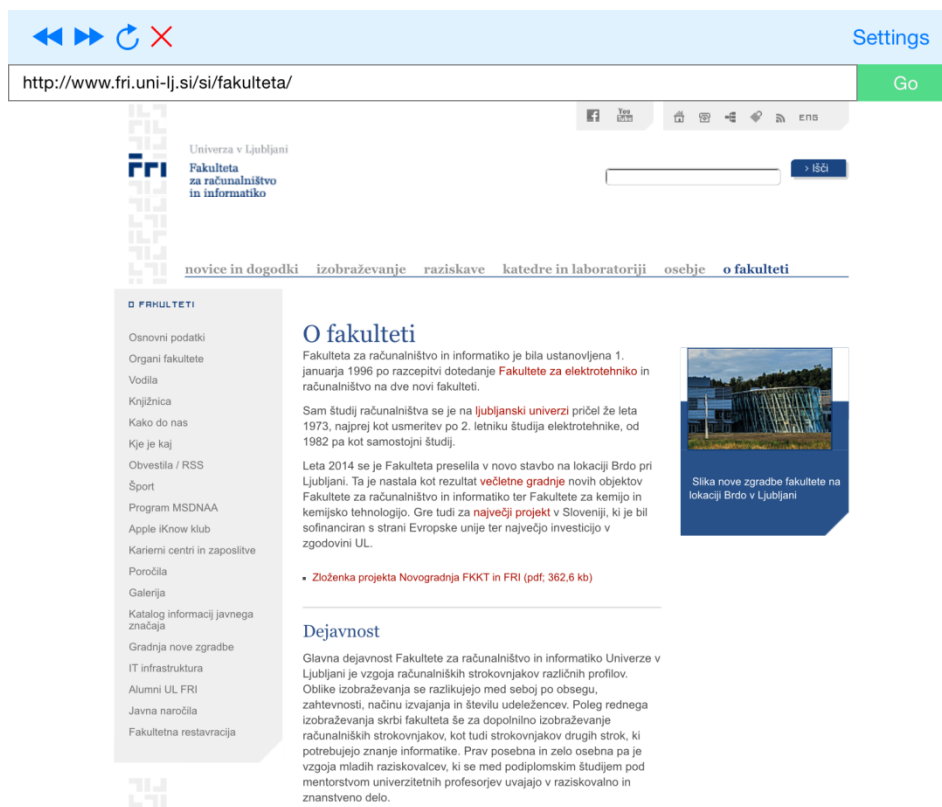 Settings
http://www.fri.uni-lj.si/si/fakulteta/
Go
You
ENG
Univerza v Ljubljani
Fri
Fakulteta
za računalništvo
in informatiko
> Išči
novice in dogodki izobraževanje raziskave katedre in laboratoriji osebje o fakulteti
O FAKULTETI
Osnovni podatki
Organi fakultete
Vodila
Knjižnica
Kako do nas
Kje je kaj
Obvestila / RSS
Šport
Program MSDNAA
Apple iKnow klub
Karierni centri in zaposlitve
Poročila
Galerija
Katalog informacij javnega
značaja
Gradnja nove zgradbe
IT infrastruktura
Alumni UL FRI
Javna naročila
Fakultetna restavracija
O fakulteti
Fakulteta za računalništvo in informatiko je bila ustanovljena 1.
januarja 1996 po razcepitvi dotedanje Fakultete za elektrotehniko in
računalništvo na dve novi fakulteti.
Sam študij računalništva se je na ljubljanski univerzi pričel že leta
1973, najprej kot usmeritev po 2. letniku študija elektrotehnike, od
1982 pa kot samostojni študij.
Leta 2014 se je Fakulteta preselila v novo stavbo na lokaciji Brdo pri
Ljubljani. Ta je nastala kot rezultat večletne gradnje novih objektov
Fakultete za računalništvo in informatiko ter Fakultete za kemijo in
kemijsko tehnologijo. Gre tudi za največji projekt v Sloveniji, ki je bil
sofinanciran s strani Evropske unije ter največjo investicijo v
zgodovini UL.
Zloženka projekta Novogradnja FKKT in FRI (pdf; 362,6 kb)
Slika nove zgradbe fakultete na
lokaciji Brdo v Ljubljani
Dejavnost
Glavna dejavnost Fakultete za računalništvo in informatiko Univerze v
Ljubljani je vzgoja računalniških strokovnjakov različnih profilov.
Oblike izobraževanja se razlikujejo med seboj po obsegu,
zahtevnosti, načinu izvajanja in številu udeležencev. Poleg rednega
izobraževanja skrbi fakulteta še za dopolnilno izobraževanje
računalniških strokovnjakov, kot tudi strokovnjakov drugih strok, ki
potrebujejo znanje informatike. Prav posebna in zelo osebna pa je
vzgoja mladih raziskovalcev, ki se med podiplomskim študijem pod
mentorstvom univerzitetnih profesorjev uvajajo v raziskovalno in
znanstveno delo.